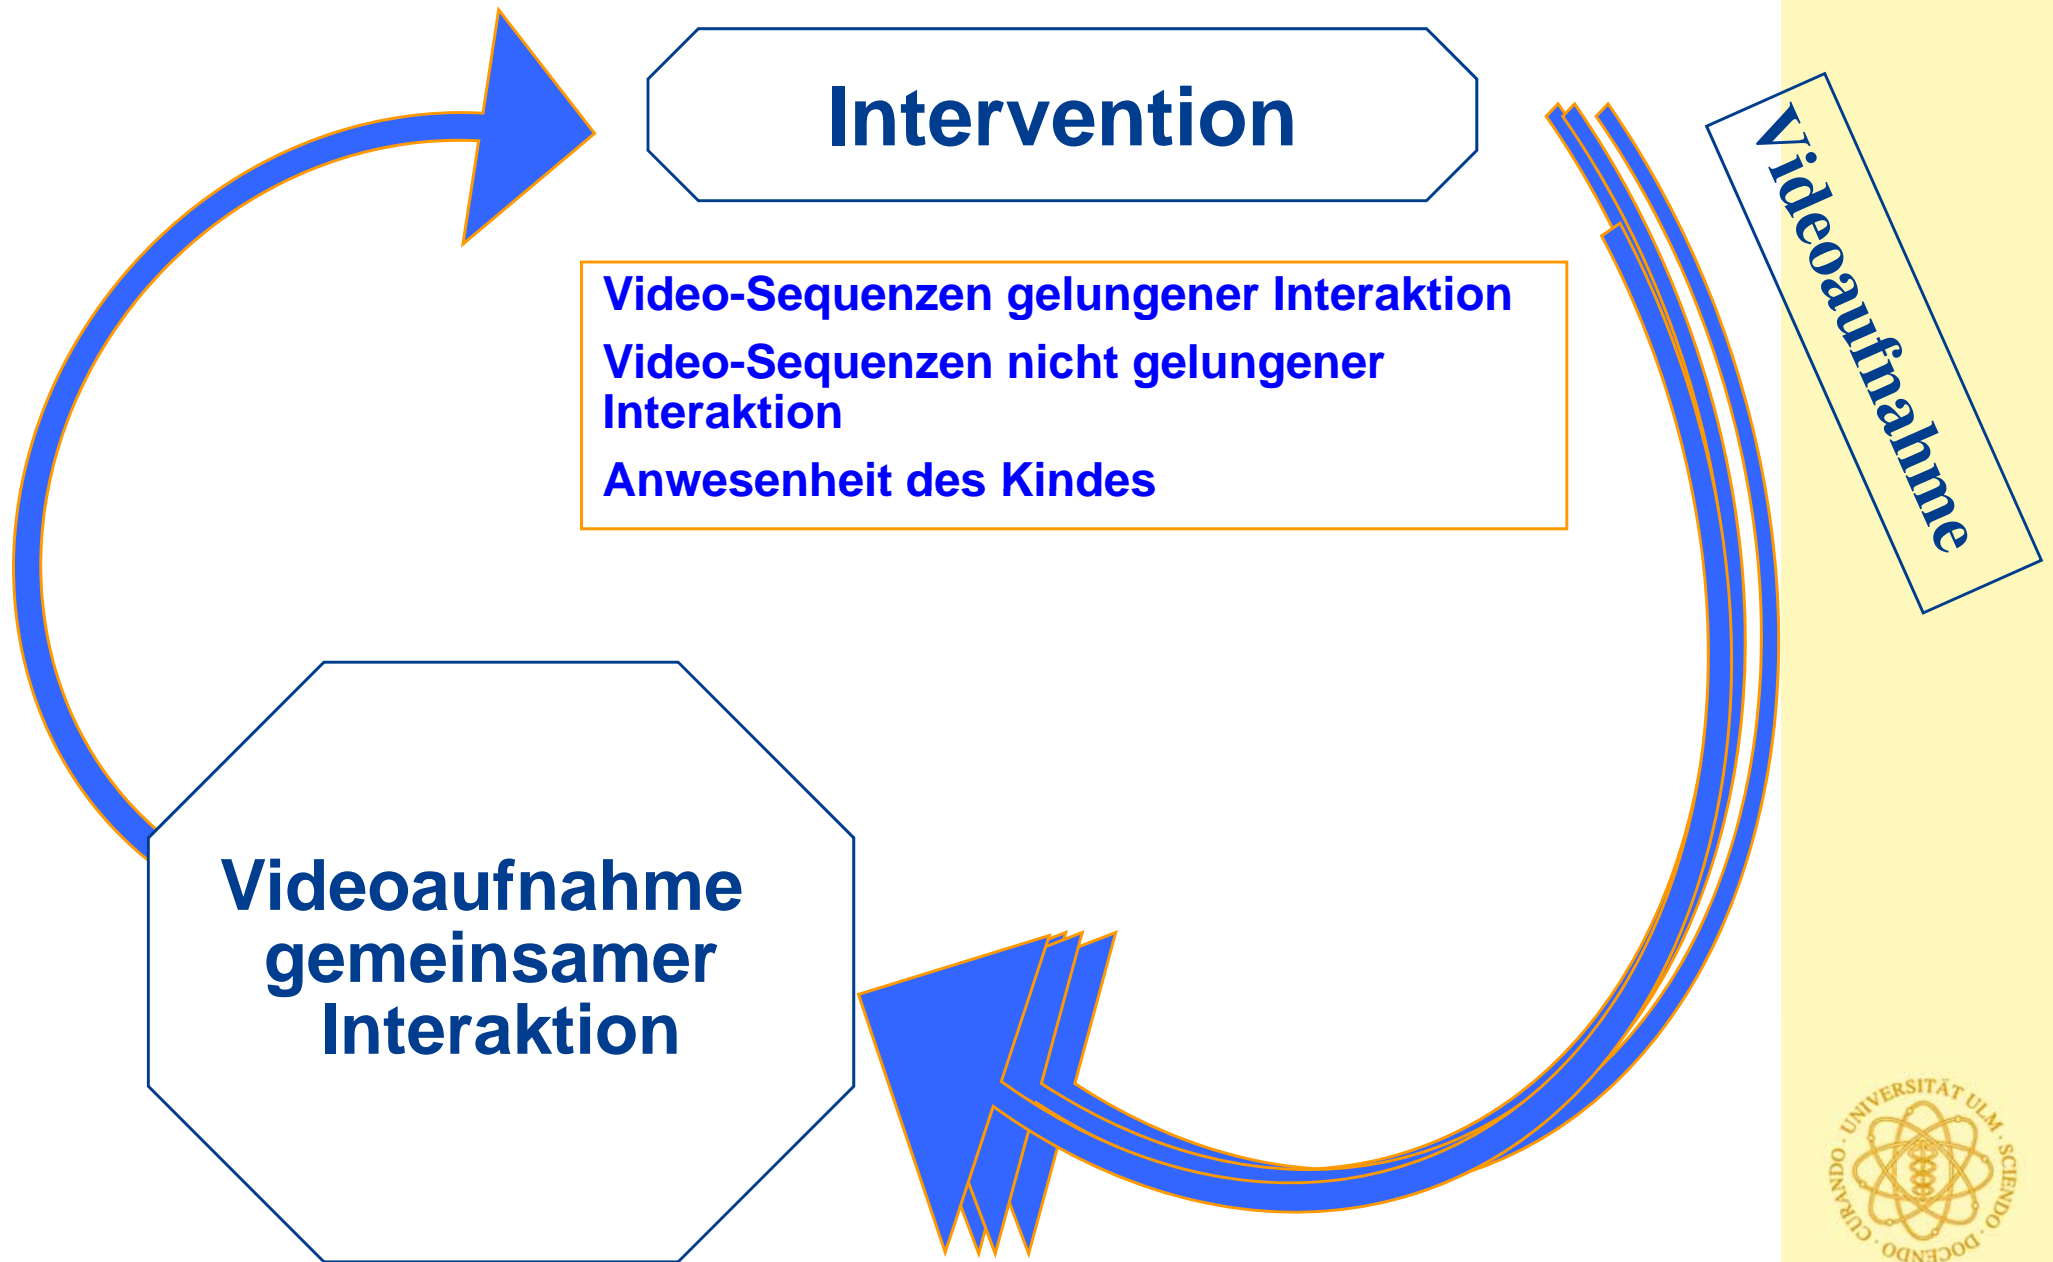 Intervention
Videoaufnahme
Video-Sequenzen gelungener Interaktion
Video-Sequenzen nicht gelungener
Interaktion
Anwesenheit des Kindes
Videoaufnahme
gemeinsamer
Interaktion
UNIVERSITÄT ULM · SCIENDO · DOCENDO · CURANDO ·